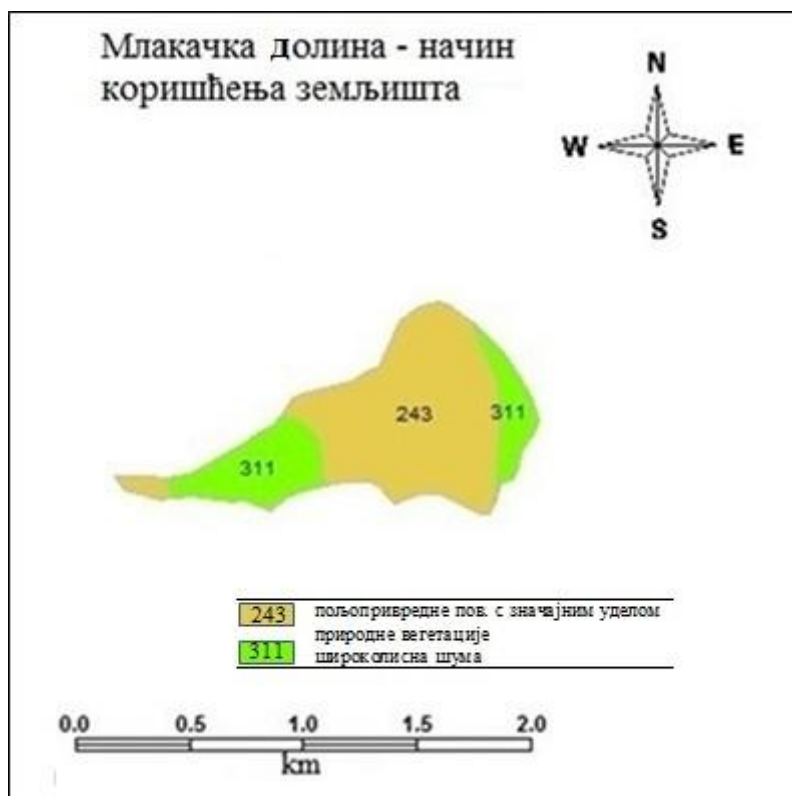 Млакачка долина - начин
коришћења земљишта
N
W E
S
243
311
311
243 пољопривредне пов. с значајним уделом
природне вегетације
311 широколисна шума
0.0 0.5 1.0 1.5 2.0
km